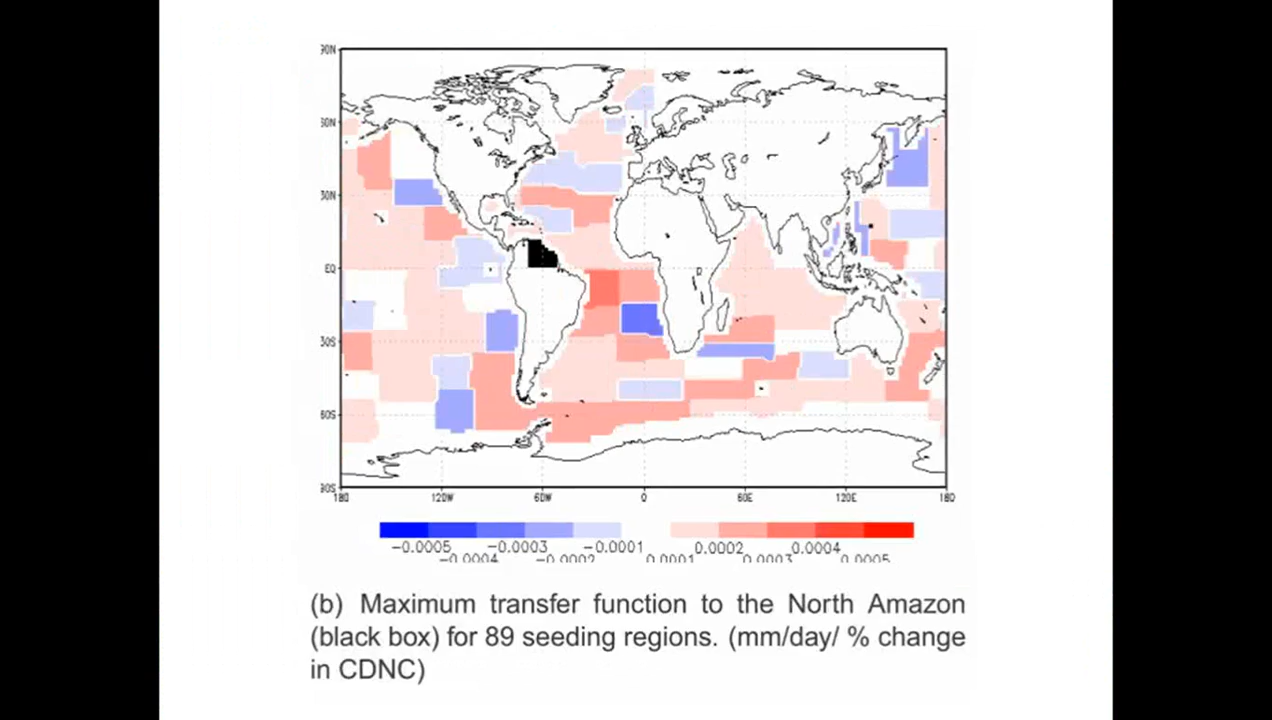 90N
60N
30N
EQ
30S
60S
90S
180 120W 60W 0 60E 120E 180
−0.0005 −0.0003 −0.0001 0.0002 0.0004
−0.0004 −0.0002 0.0001 0.0003 0.0005
(b) Maximum transfer function to the North Amazon
(black box) for 89 seeding regions. (mm/day/ % change
in CDNC)